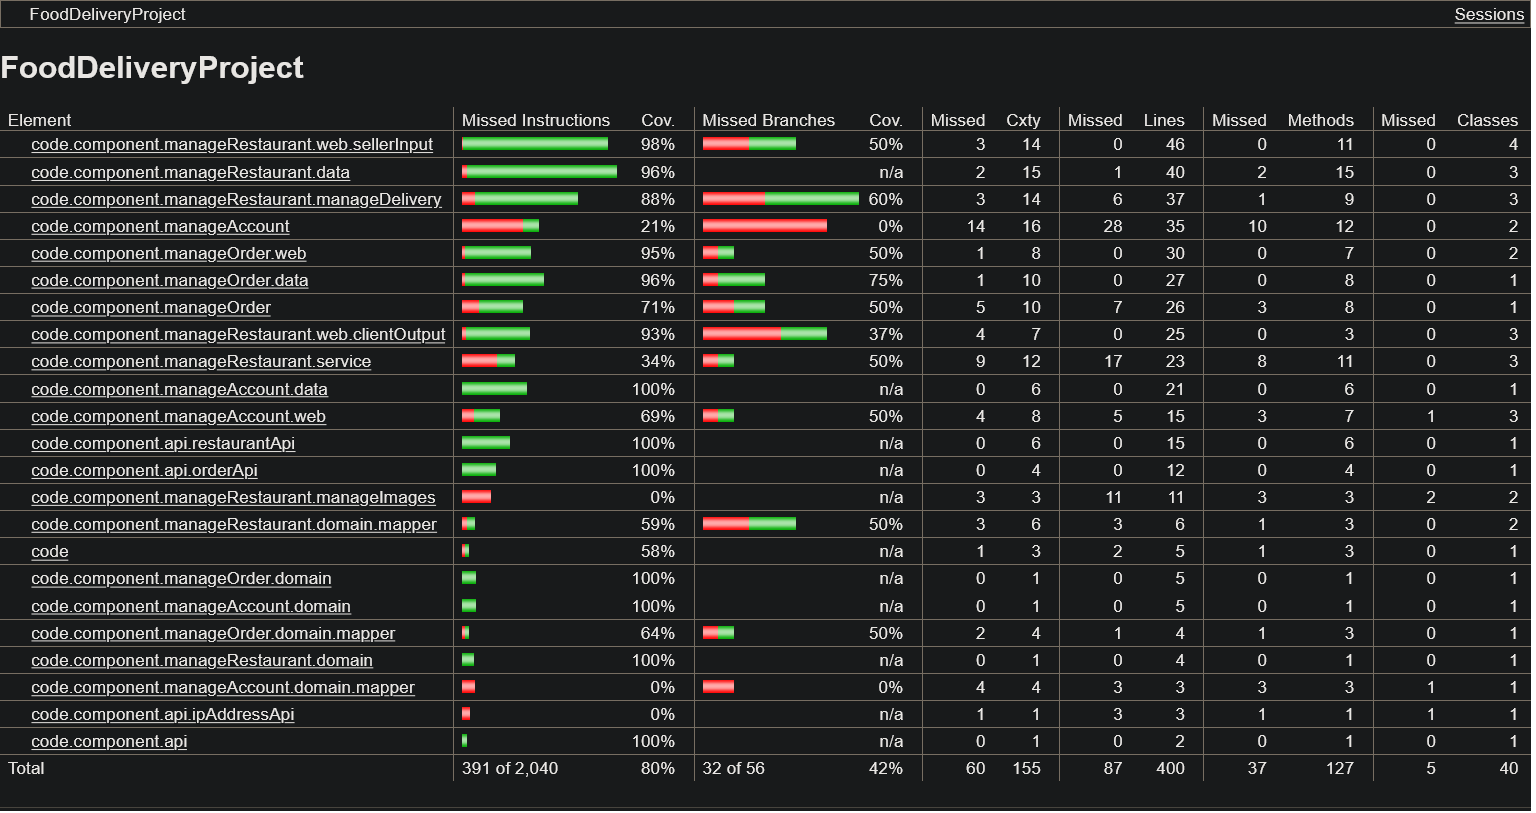 FoodDeliveryProject Sessions
FoodDeliveryProject
Element Missed Instructions Cov. Missed Branches Cov. Missed Cxty Missed Lines Missed Methods Missed Classes
code.component.manageRestaurant.web.sellerInput 98% 50% 3 14 0 46 0 11 0 4
code.component.manageRestaurant.data 96% n/a 2 15 1 40 2 15 0 3
code.component.manageRestaurant.manageDelivery 88% 60% 3 14 6 37 1 9 0 3
code.component.manageAccount 21% 0% 14 16 28 35 10 12 0 2
code.component.manageOrder.web 95% 50% 1 8 0 30 0 7 0 2
code.component.manageOrder.data 96% 75% 1 10 0 27 0 8 0 1
code.component.manageOrder 71% 50% 5 10 7 26 3 8 0 1
code.component.manageRestaurant.web.clientOutput 93% 37% 4 7 0 25 0 3 0 3
code.component.manageRestaurant.service 34% 50% 9 12 17 23 8 11 0 3
code.component.manageAccount.data 100% n/a 0 6 0 21 0 6 0 1
code.component.manageAccount.web 69% 50% 4 8 5 15 3 7 1 3
code.component.api.restaurantApi 100% n/a 0 6 0 15 0 6 0 1
code.component.api.orderApi 100% n/a 0 4 0 12 0 4 0 1
code.component.manageRestaurant.manageImages 0% n/a 3 3 11 11 3 3 2 2
code.component.manageRestaurant.domain.mapper 59% 50% 3 6 3 6 1 3 0 1
code 58% n/a 1 3 2 5 1 3 0 1
code.component.manageOrder.domain 100% n/a 0 1 0 5 0 1 0 1
code.component.manageAccount.domain 100% n/a 0 1 0 5 0 1 0 1
code.component.manageOrder.domain.mapper 64% 50% 2 4 1 4 1 3 0 1
code.component.manageRestaurant.domain 100% n/a 0 1 0 4 0 1 0 1
code.component.manageAccount.domain.mapper 0% 0% 4 4 3 3 3 3 1 1
code.component.api.ipAddressApi 0% n/a 1 1 3 3 1 1 1 1
code.component.api 100% n/a 0 1 0 2 0 1 0 1
Total 391 of 2,040 80% 32 of 56 42% 60 155 87 400 37 127 5 40